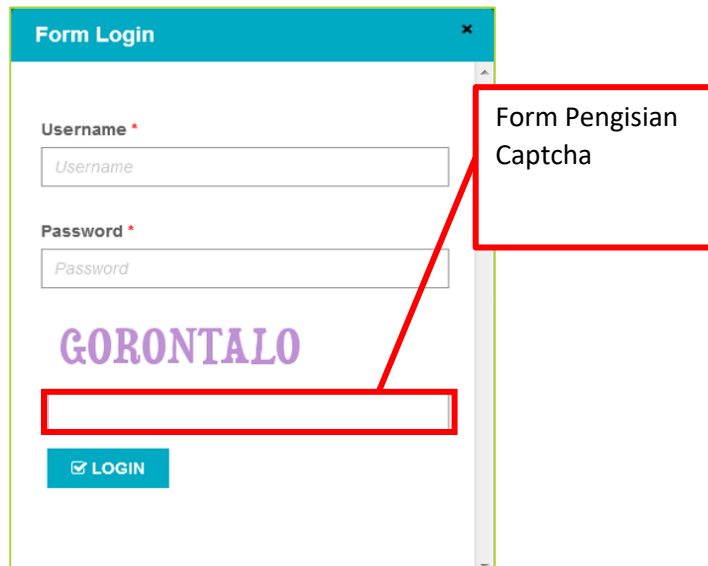 Form Login ×
Username *
Username
Password *
Password
GORONTALO
LOGIN
Form Pengisian
Captcha